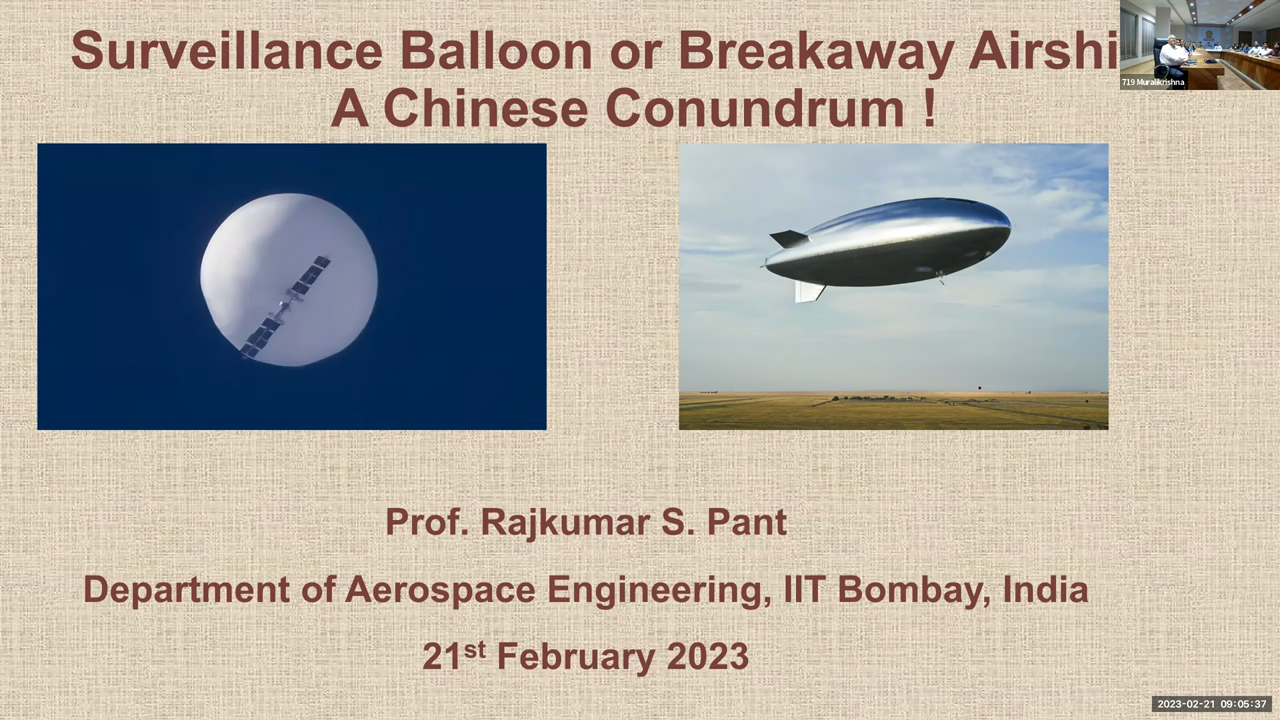 Surveillance Balloon or Breakaway Airshi
A Chinese Conundrum !
719 Muralikrishna
Prof. Rajkumar S. Pant
Department of Aerospace Engineering, IIT Bombay, India
21st February 2023
2023-02-21 09:05:37